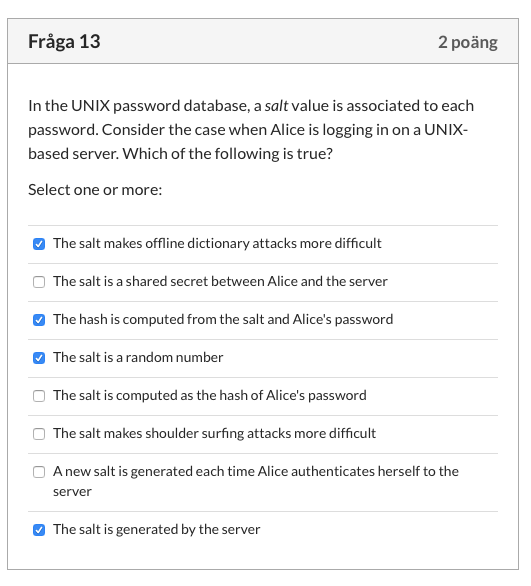 Fråga 13
2 poäng
In the UNIX password database, a salt value is associated to each
password. Consider the case when Alice is logging in on a UNIX-
based server. Which of the following is true?
Select one or more:
The salt makes offline dictionary attacks more difficult
The salt is a shared secret between Alice and the server
The hash is computed from the salt and Alice's password
The salt is a random number
The salt is computed as the hash of Alice's password
The salt makes shoulder surfing attacks more difficult
A new salt is generated each time Alice authenticates herself to the
server
The salt is generated by the server